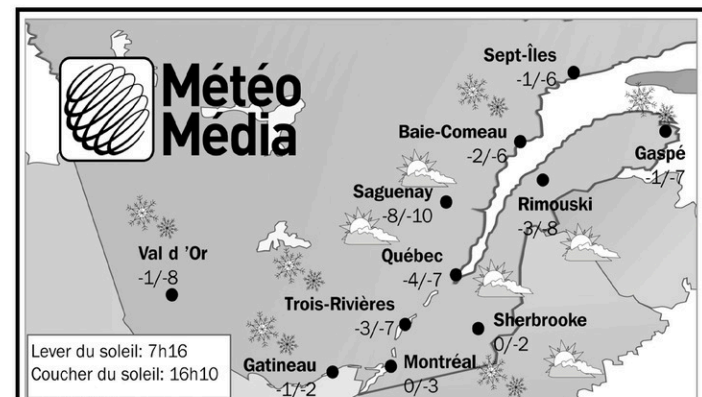 Météo
Média
Sept-Îles
-1/-6
Baie-Comeau
-2/-6
Gaspé
-1/-7
Saguenay
-8/-10
Rimouski
-3/-8
Val d 'Or
-1/-8
Québec
-4/-7
Trois-Rivières
-3/-7
Sherbrooke
0/-2
Lever du soleil: 7h16
Coucher du soleil: 16h10
Gatineau
-1/-2
Montréal
0/-3